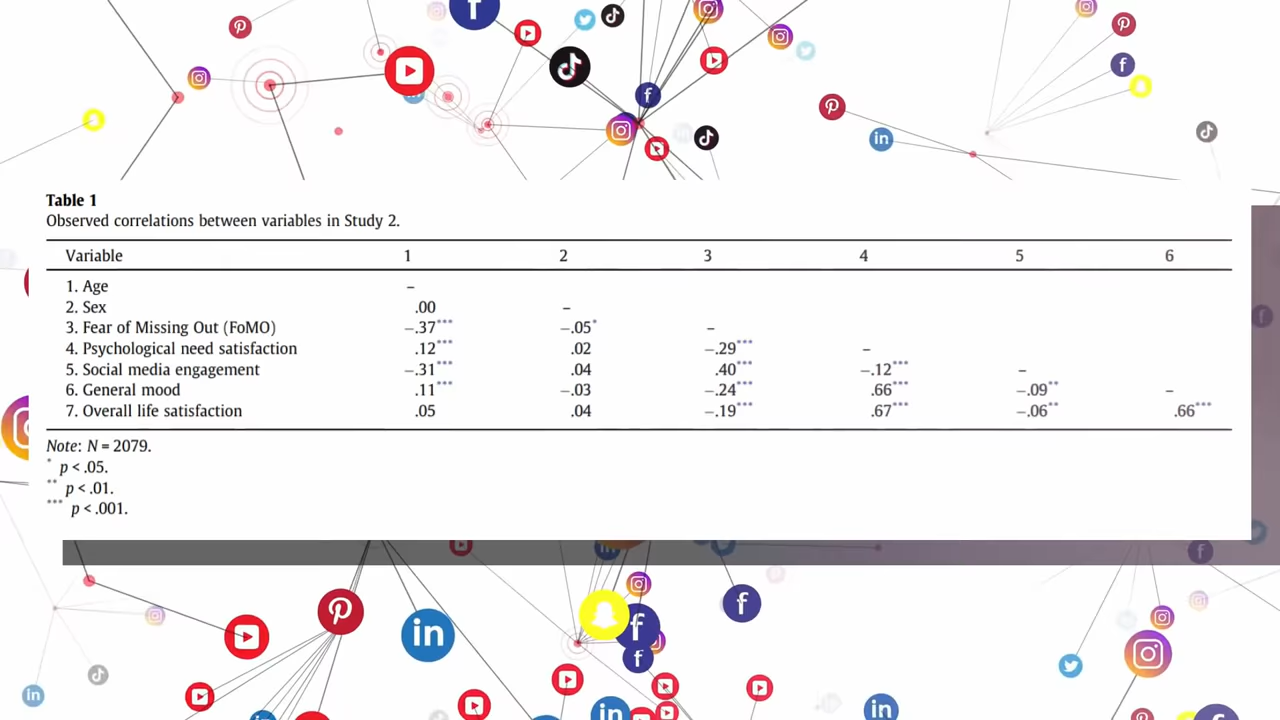 Table 1
Observed correlations between variables in Study 2.
Variable 1 2 3 4 5 6
1. Age –
2. Sex .00 –
3. Fear of Missing Out (FoMO) –.37*** –.05* –
4. Psychological need satisfaction .12*** .02 –.29*** –
5. Social media engagement –.31*** .04 .40*** –.12*** –
6. General mood .11*** –.03 –.24*** .66*** –.09** –
7. Overall life satisfaction .05 .04 –.19*** .67*** –.06** .66***
Note: N = 2079.
* p < .05.
** p < .01.
*** p < .001.